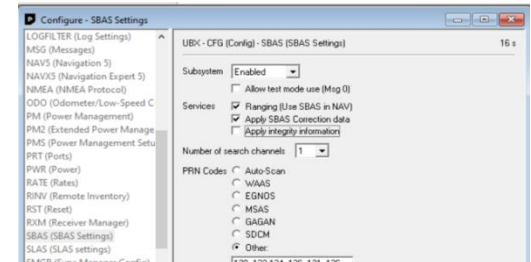 Configure - SBAS Settings
LOGFILTER (Log Settings)
MSG (Messages)
NAV5 (Navigation 5)
NAVX5 (Navigation Expert 5)
NMEA (NMEA Protocol)
ODO (Odometer/Low-Speed C
PM (Power Management)
PM2 (Extended Power Manage
PMS (Power Management Setu
PRT (Ports)
PWR (Power)
RATE (Rates)
RINV (Remote Inventory)
RST (Reset)
RXM (Receiver Manager)
SBAS (SBAS Settings)
SLAS (SLAS settings)
UBX - CFG (Config) - SBAS (SBAS Settings)
16 s
Subsystem Enabled
Allow test mode use (Msg 0)
Services Ranging (Use SBAS in NAV)
Apply SBAS Correction data
Apply integrity information
Number of search channels 1
PRN Codes Auto-Scan
WAAS
EGNOS
MSAS
GAGAN
SDCM
Other: